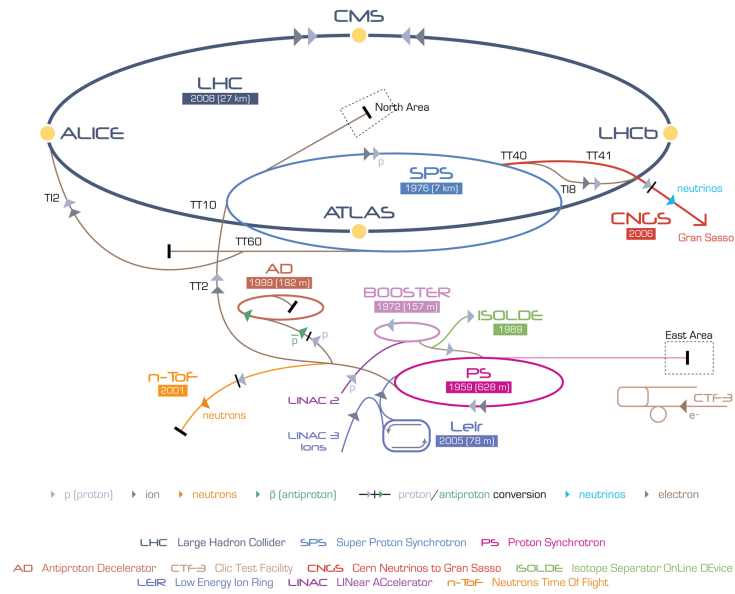 CMS
LHC
2008 (27 km)
North Area
ALICE
LHCb
TT40
TT41
p
SPS
1976 (7 km)
TI8
TI2
neutrinos
TT10
ATLAS
CNGS
2006
Gran Sasso
TT60
AD
1999 (182 m)
TT2
BOOSTER
1972 (157 m)
ISOLDE
1989
p
p̅
East Area
n-ToF
2001
PS
1959 (628 m)
p
LINAC 2
neutrons
CTF-3
e-
Leir
2005 (78 m)
LINAC 3
Ions
p (proton) ion neutrons p̅ (antiproton) proton/antiproton conversion neutrinos electron
LHC Large Hadron Collider SPS Super Proton Synchrotron PS Proton Synchrotron
AD Antiproton Decelerator CTF-3 Clic Test Facility CNGS Cern Neutrinos to Gran Sasso ISOLDE Isotope Separator OnLine DEvice
LEIR Low Energy Ion Ring LINAC LINear ACcelerator n-ToF Neutrons Time Of Flight